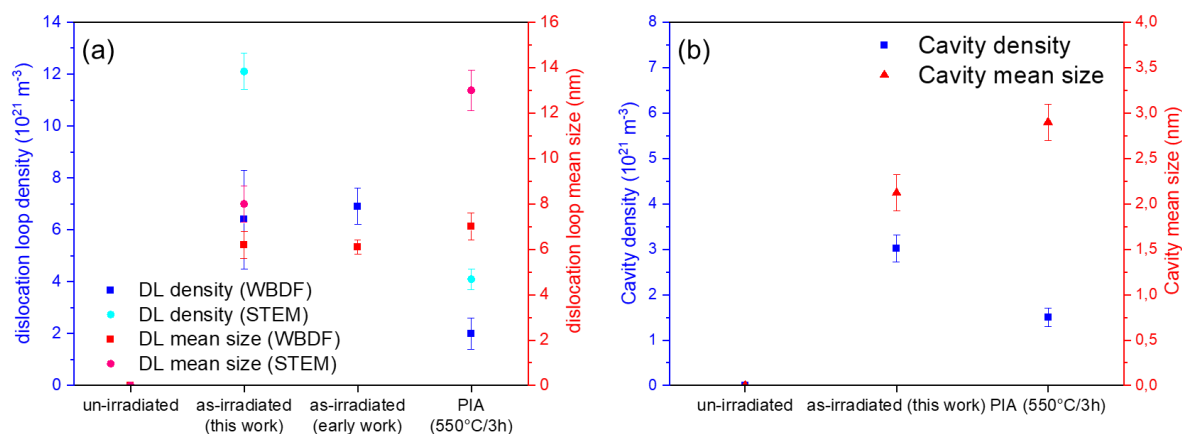 (a)
dislocation loop density (10²¹ m⁻³)
14
12
10
8
6
4
2
0
16
14
12
10
8
6
4
2
0
dislocation loop mean size (nm)
DL density (WBDF)
DL density (STEM)
DL mean size (WBDF)
DL mean size (STEM)
un-irradiated
as-irradiated
(this work)
as-irradiated
(early work)
PIA
(550°C/3h)
(b)
Cavity density (10²¹ m⁻³)
8
7
6
5
4
3
2
1
0
4,0
3,5
3,0
2,5
2,0
1,5
1,0
0,5
0,0
Cavity mean size (nm)
Cavity density
Cavity mean size
un-irradiated
as-irradiated (this work)
PIA (550°C/3h)